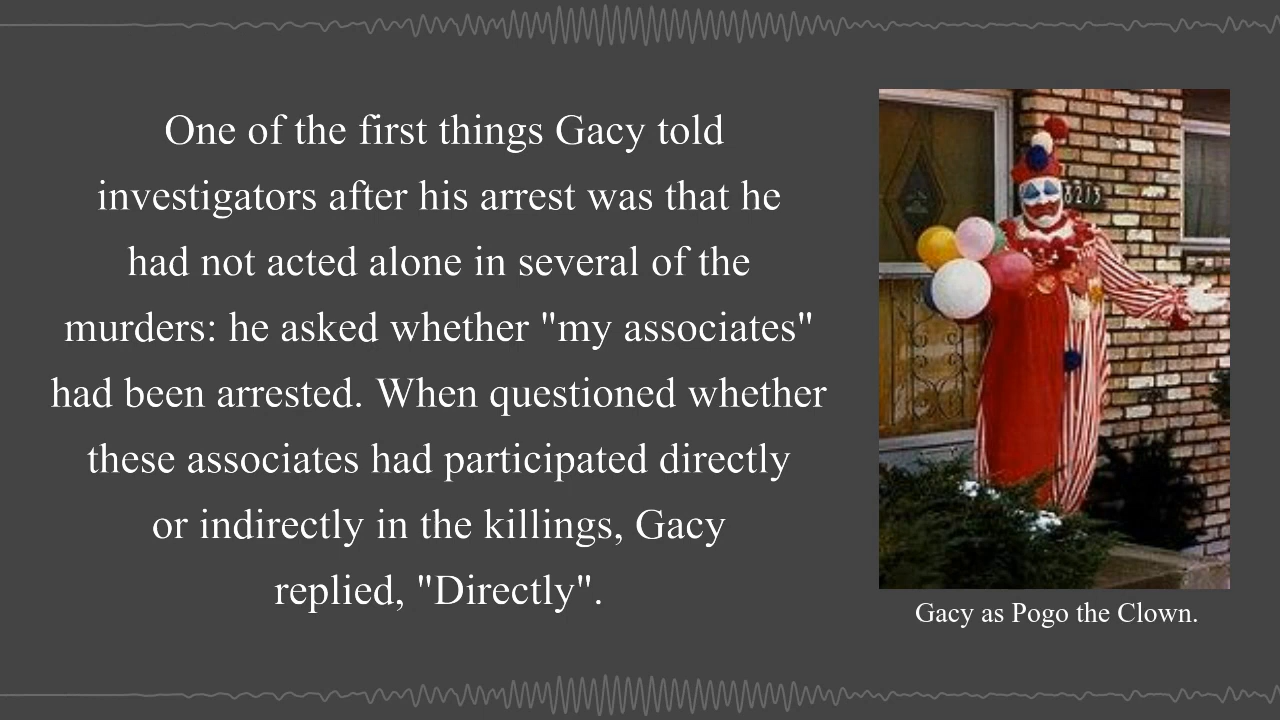 One of the first things Gacy told
investigators after his arrest was that he
had not acted alone in several of the
murders: he asked whether "my associates"
had been arrested. When questioned whether
these associates had participated directly
or indirectly in the killings, Gacy
replied, "Directly".
8213
Gacy as Pogo the Clown.